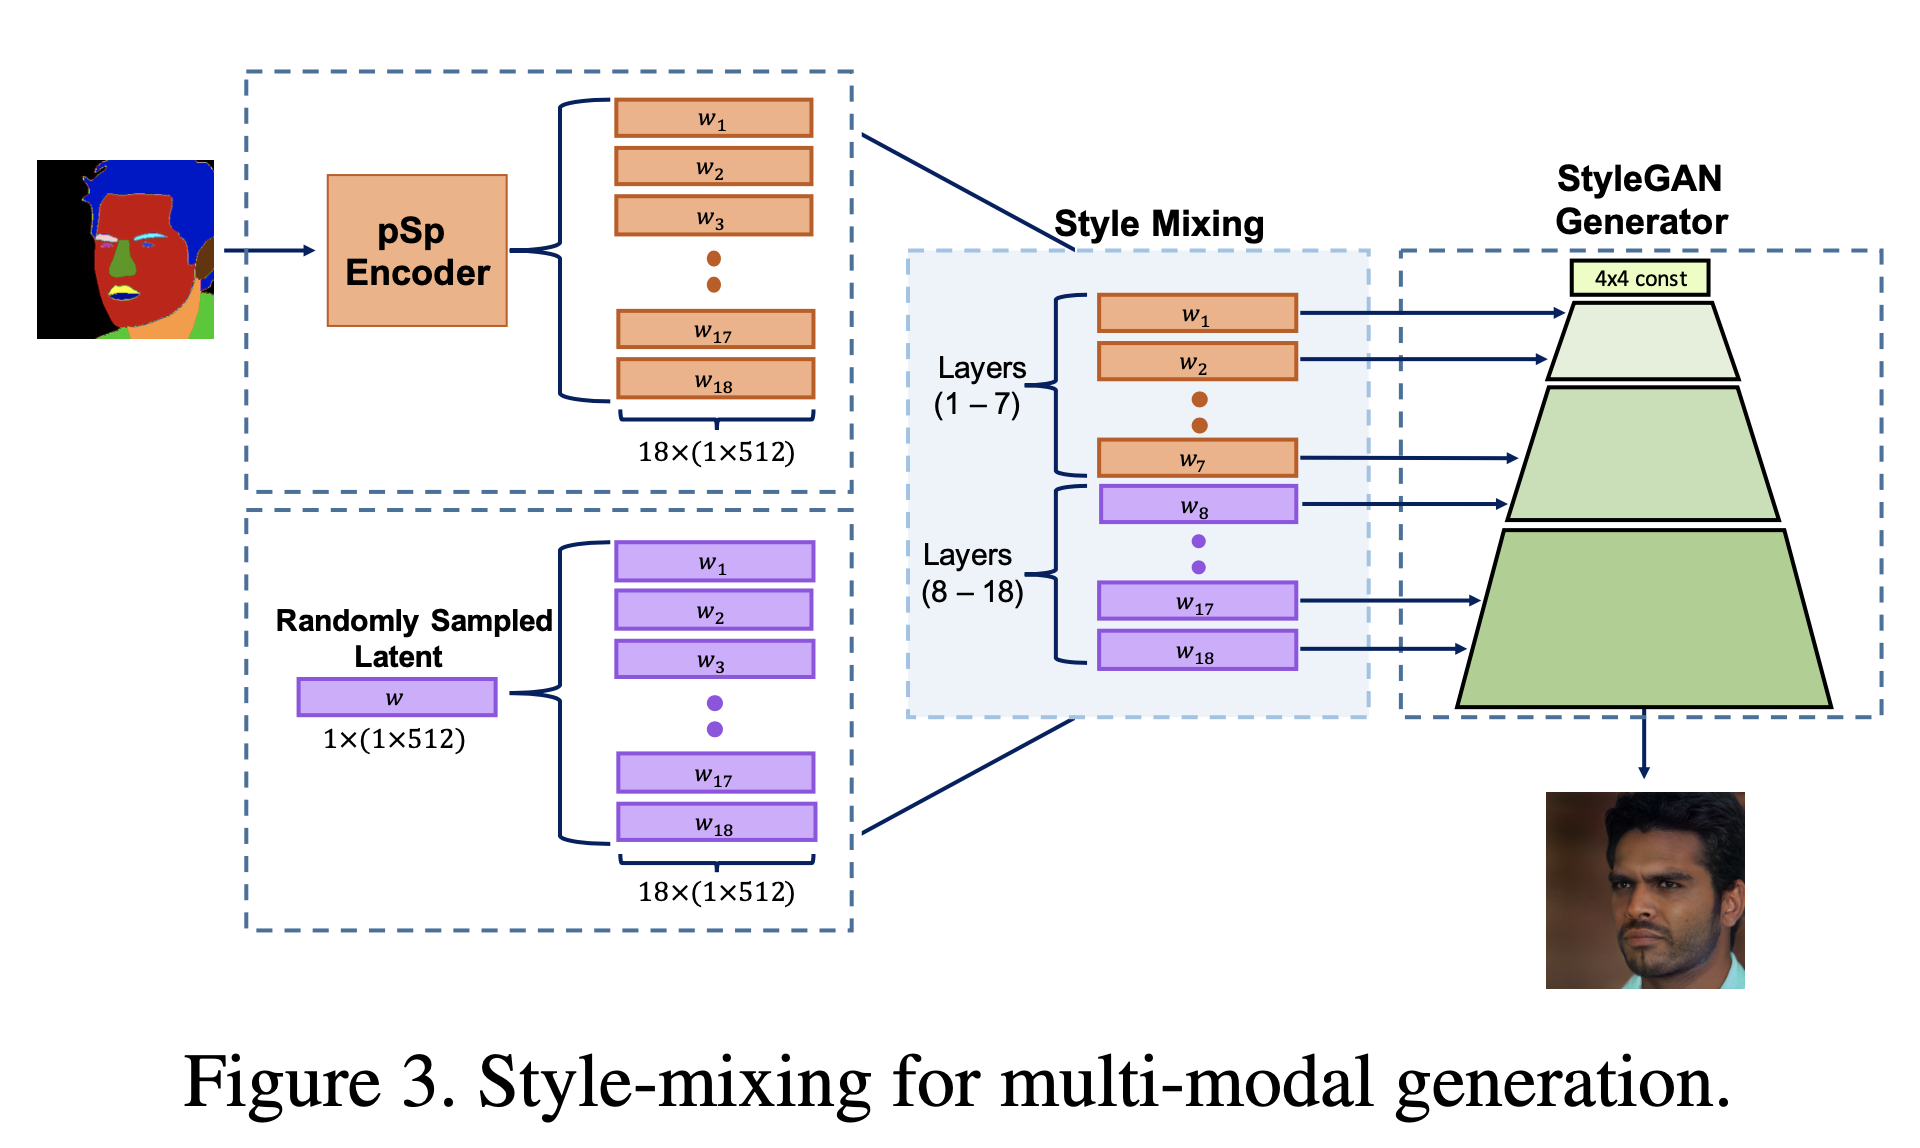 pSp
Encoder
w₁
w₂
w₃
w₁₇
w₁₈
18×(1×512)
Randomly Sampled
Latent
w
1×(1×512)
w₁
w₂
w₃
w₁₇
w₁₈
18×(1×512)
Style Mixing
Layers
(1 – 7)
w₁
w₂
w₇
Layers
(8 – 18)
w₈
w₁₇
w₁₈
StyleGAN
Generator
4x4 const
Figure 3. Style-mixing for multi-modal generation.